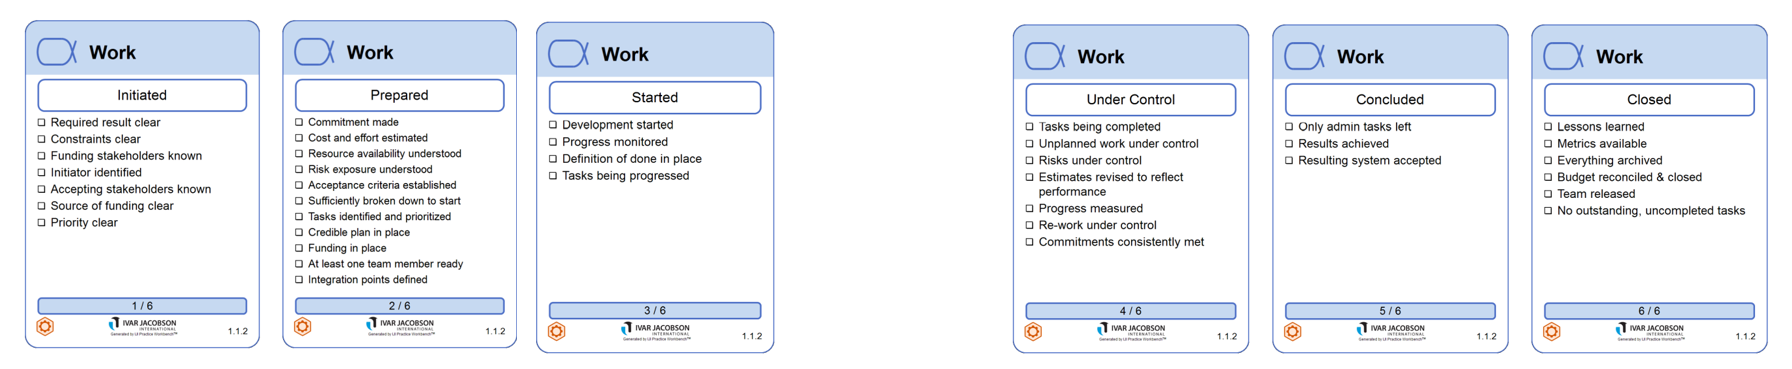 Work
Initiated
Required result clear
Constraints clear
Funding stakeholders known
Initiator identified
Accepting stakeholders known
Source of funding clear
Priority clear
1 / 6
IVAR JACOBSON
INTERNATIONAL
Generated by IJI Practice Workbench™
1.1.2
Work
Prepared
Commitment made
Cost and effort estimated
Resource availability understood
Risk exposure understood
Acceptance criteria established
Sufficiently broken down to start
Tasks identified and prioritized
Credible plan in place
Funding in place
At least one team member ready
Integration points defined
2 / 6
IVAR JACOBSON
INTERNATIONAL
Generated by IJI Practice Workbench™
1.1.2
Work
Started
Development started
Progress monitored
Definition of done in place
Tasks being progressed
3 / 6
IVAR JACOBSON
INTERNATIONAL
Generated by IJI Practice Workbench™
1.1.2
Work
Under Control
Tasks being completed
Unplanned work under control
Risks under control
Estimates revised to reflect
performance
Progress measured
Re-work under control
Commitments consistently met
4 / 6
IVAR JACOBSON
INTERNATIONAL
Generated by IJI Practice Workbench™
1.1.2
Work
Concluded
Only admin tasks left
Results achieved
Resulting system accepted
5 / 6
IVAR JACOBSON
INTERNATIONAL
Generated by IJI Practice Workbench™
1.1.2
Work
Closed
Lessons learned
Metrics available
Everything archived
Budget reconciled & closed
Team released
No outstanding, uncompleted tasks
6 / 6
IVAR JACOBSON
INTERNATIONAL
Generated by IJI Practice Workbench™
1.1.2